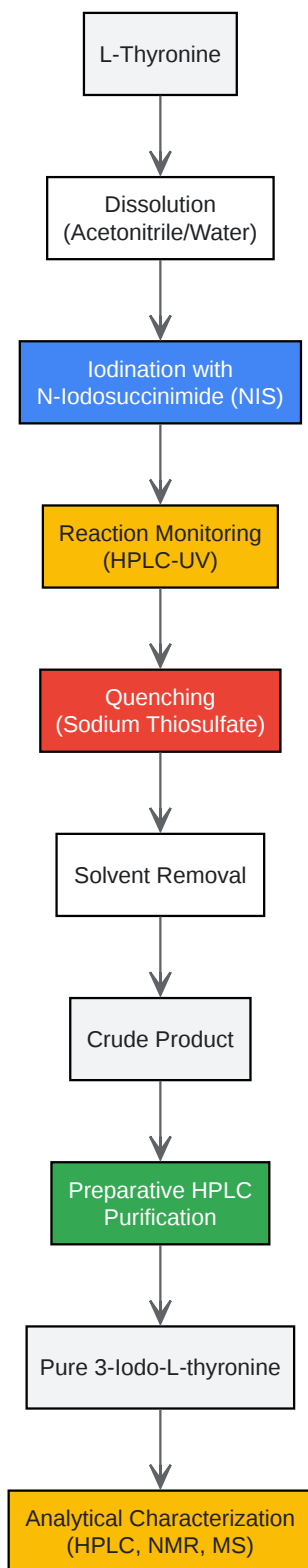 L-Thyronine
Dissolution
(Acetonitrile/Water)
Iodination with
N-Iodosuccinimide (NIS)
Reaction Monitoring
(HPLC-UV)
Quenching
(Sodium Thiosulfate)
Solvent Removal
Crude Product
Preparative HPLC
Purification
Pure 3-Iodo-L-thyronine
Analytical Characterization
(HPLC, NMR, MS)